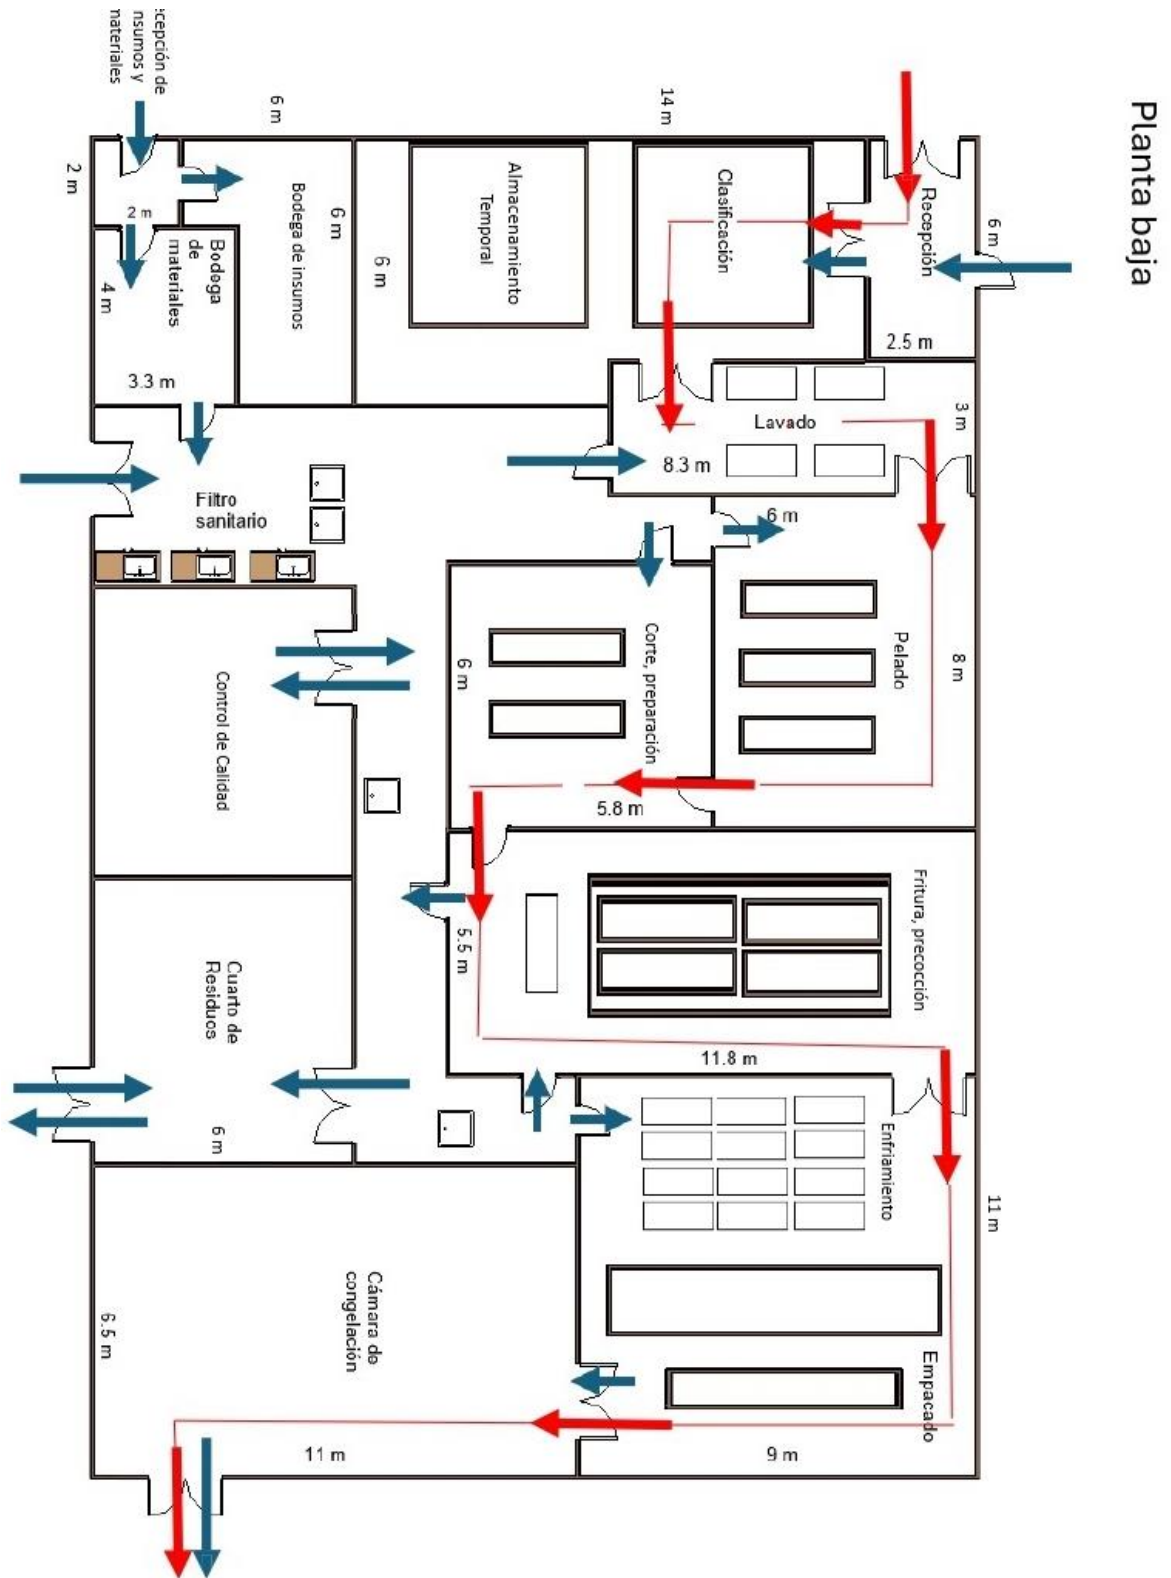 Planta baja
cepción de
nsumos y
materiales
6 m
14 m
2 m
2 m
Bodega
de
materiales
4 m
3.3 m
Bodega de insumos
6 m
6 m
Almacenamiento
Temporal
Clasificación
Recepción
6 m
2.5 m
3 m
Lavado
8.3 m
Filtro
sanitario
6 m
Pelado
8 m
Corte, preparación
6 m
5.8 m
Control de Calidad
Fritura, precocción
5.5 m
11.8 m
Cuarto de
Residuos
6 m
Enfriamiento
11 m
Cámara de
congelación
6.5 m
11 m
Empacado
9 m